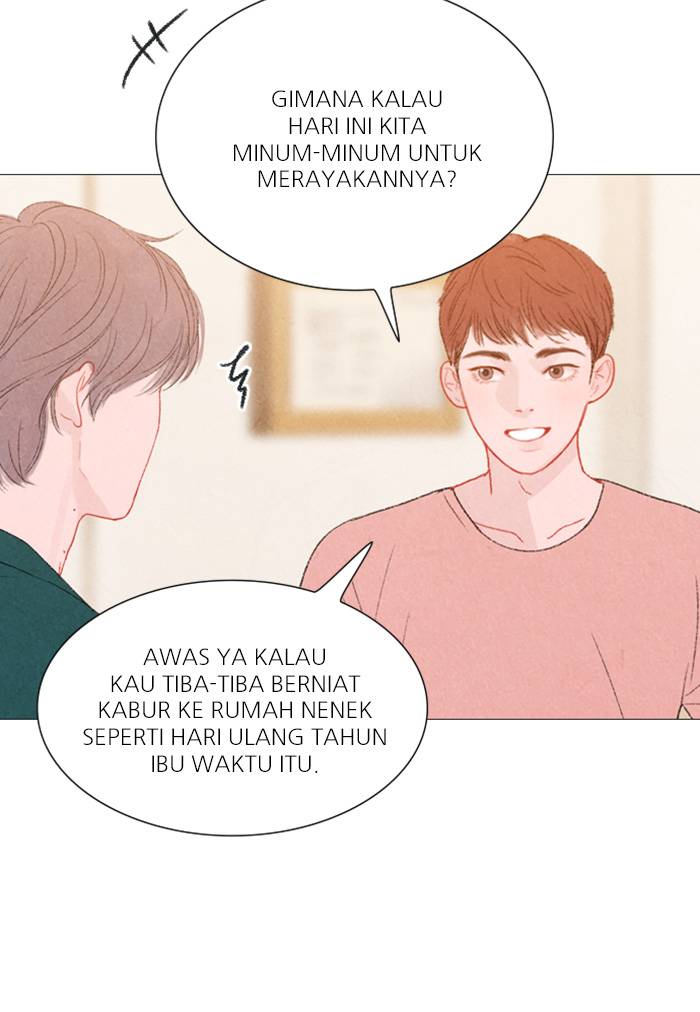 GIMANA KALAU
HARI INI KITA
MINUM-MINUM UNTUK
MERAYAKANNYA?
AWAS YA KALAU
KAU TIBA-TIBA BERNIAT
KABUR KE RUMAH NENEK
SEPERTI HARI ULANG TAHUN
IBU WAKTU ITU.